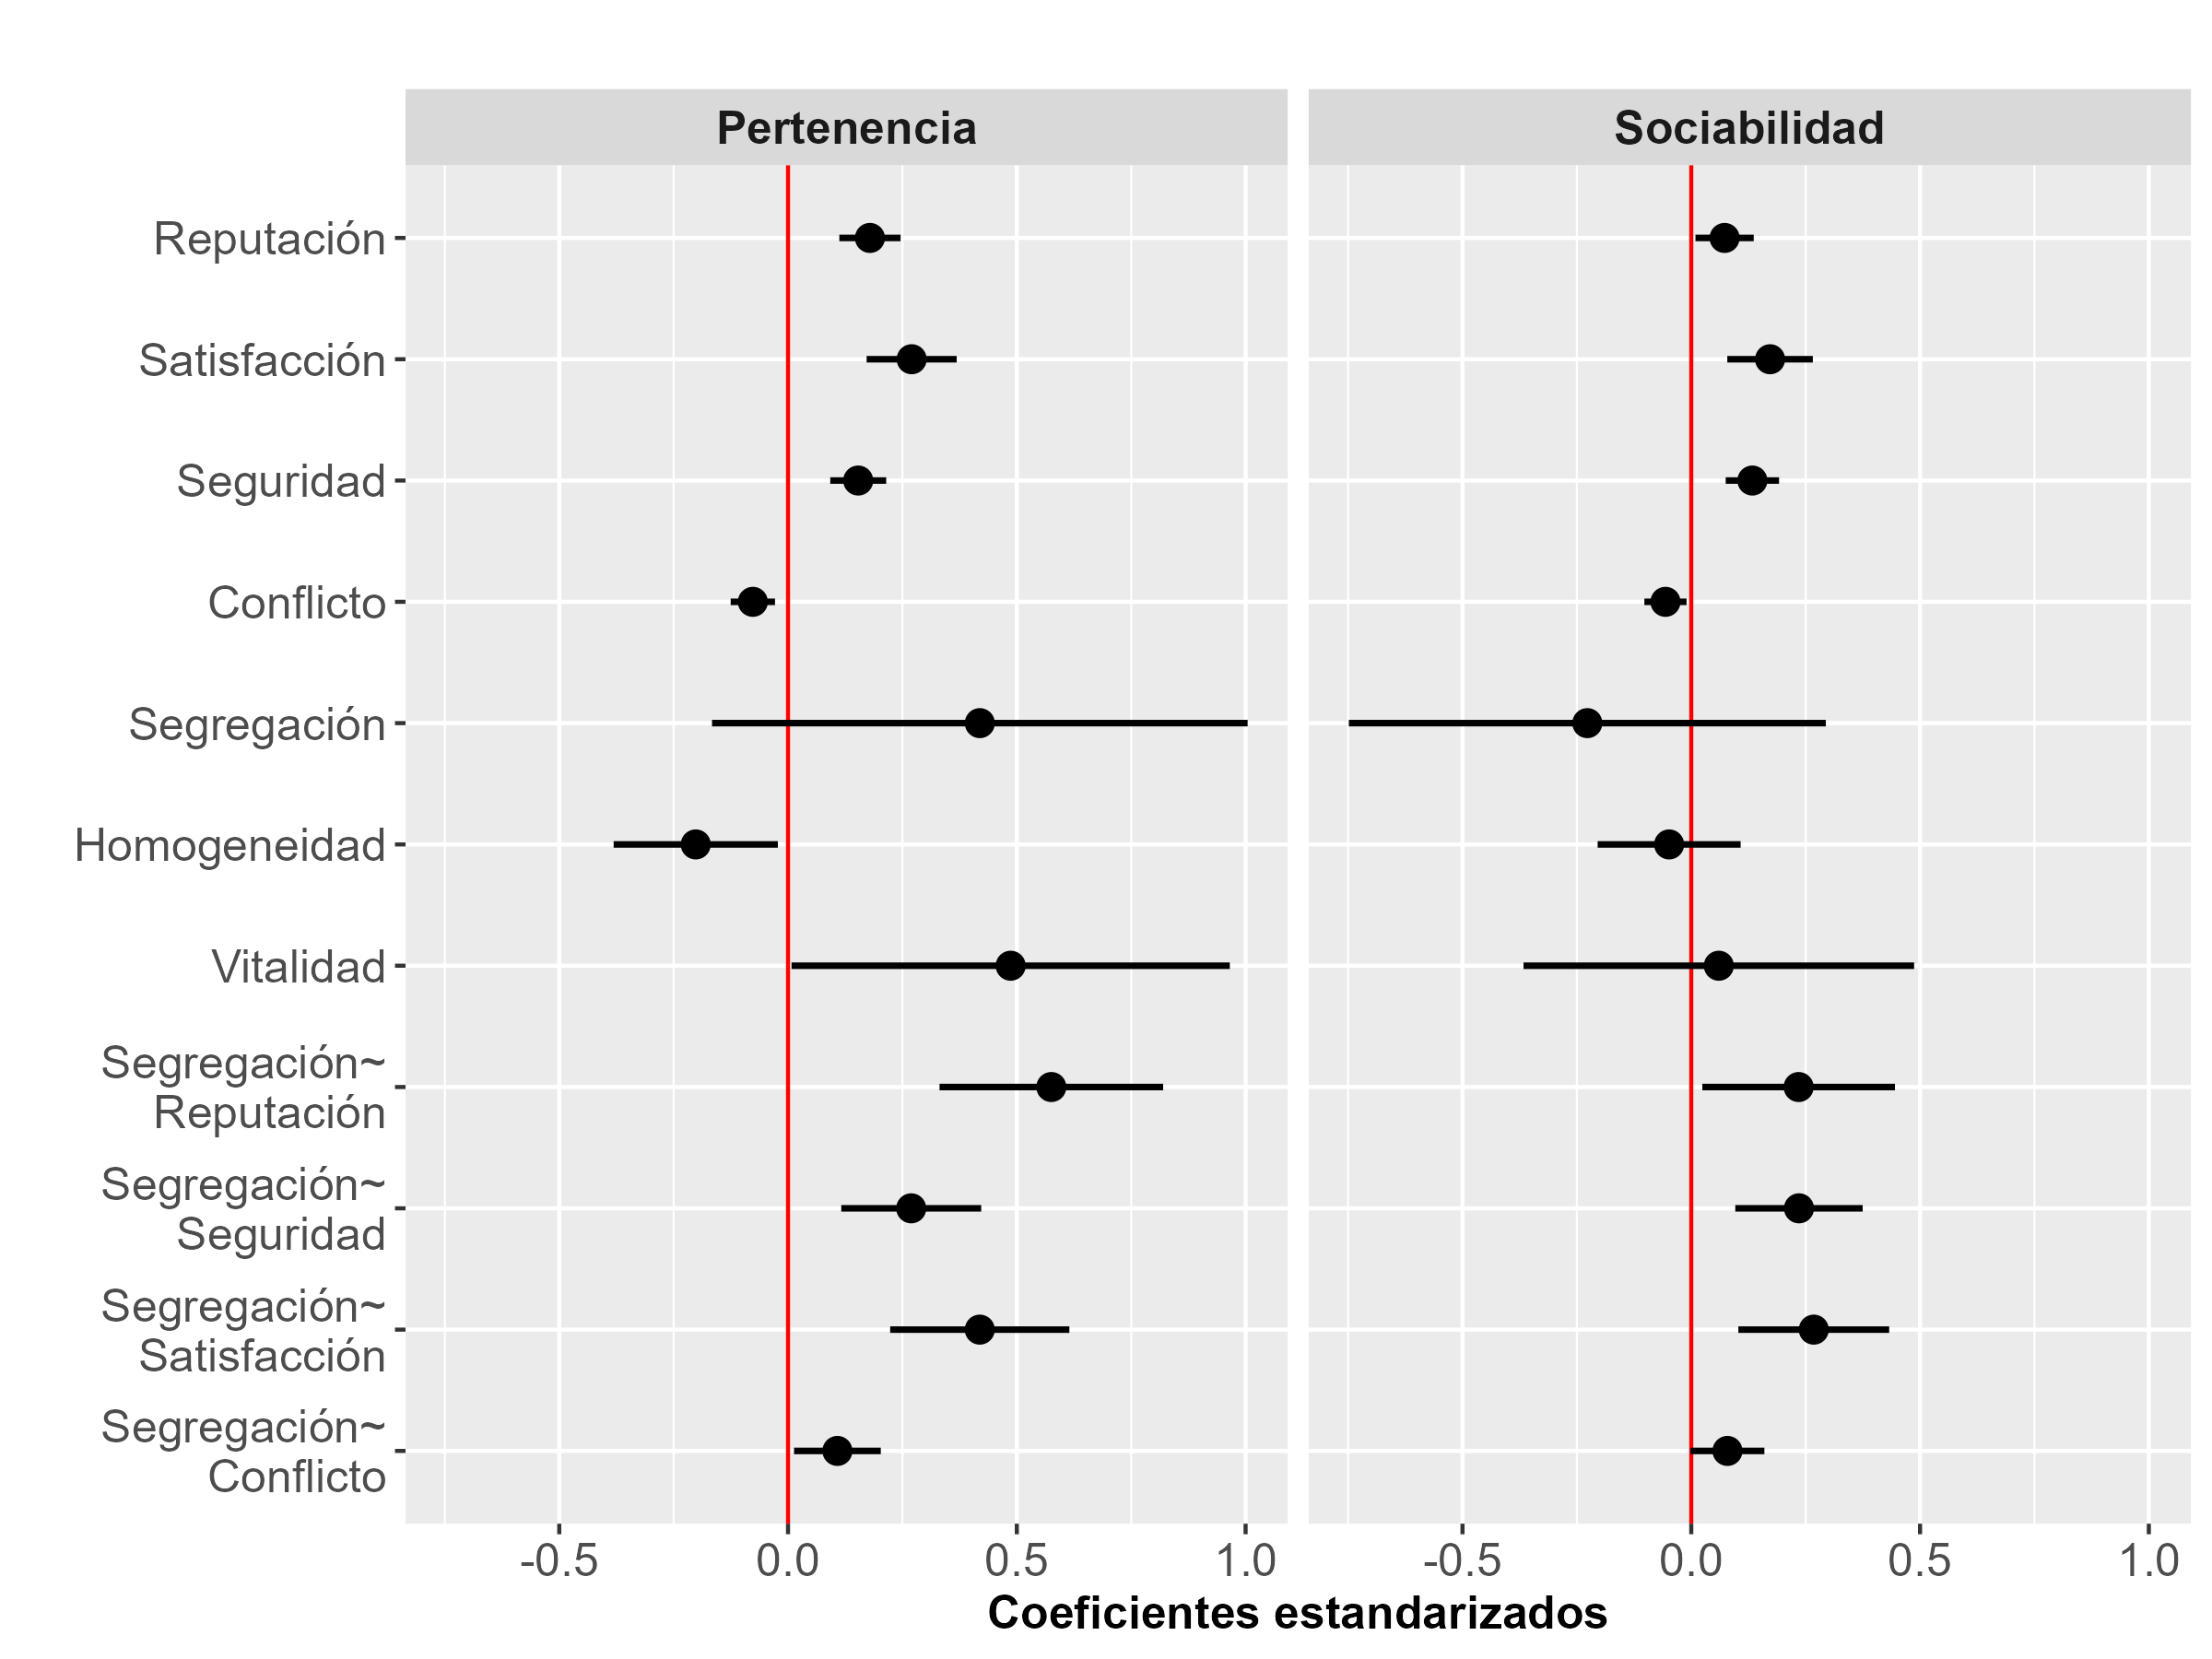 Pertenencia
Sociabilidad
Reputación
Satisfacción
Seguridad
Conflicto
Segregación
Homogeneidad
Vitalidad
Segregación~
Reputación
Segregación~
Seguridad
Segregación~
Satisfacción
Segregación~
Conflicto
-0.5 0.0 0.5 1.0
-0.5 0.0 0.5 1.0
Coeficientes estandarizados